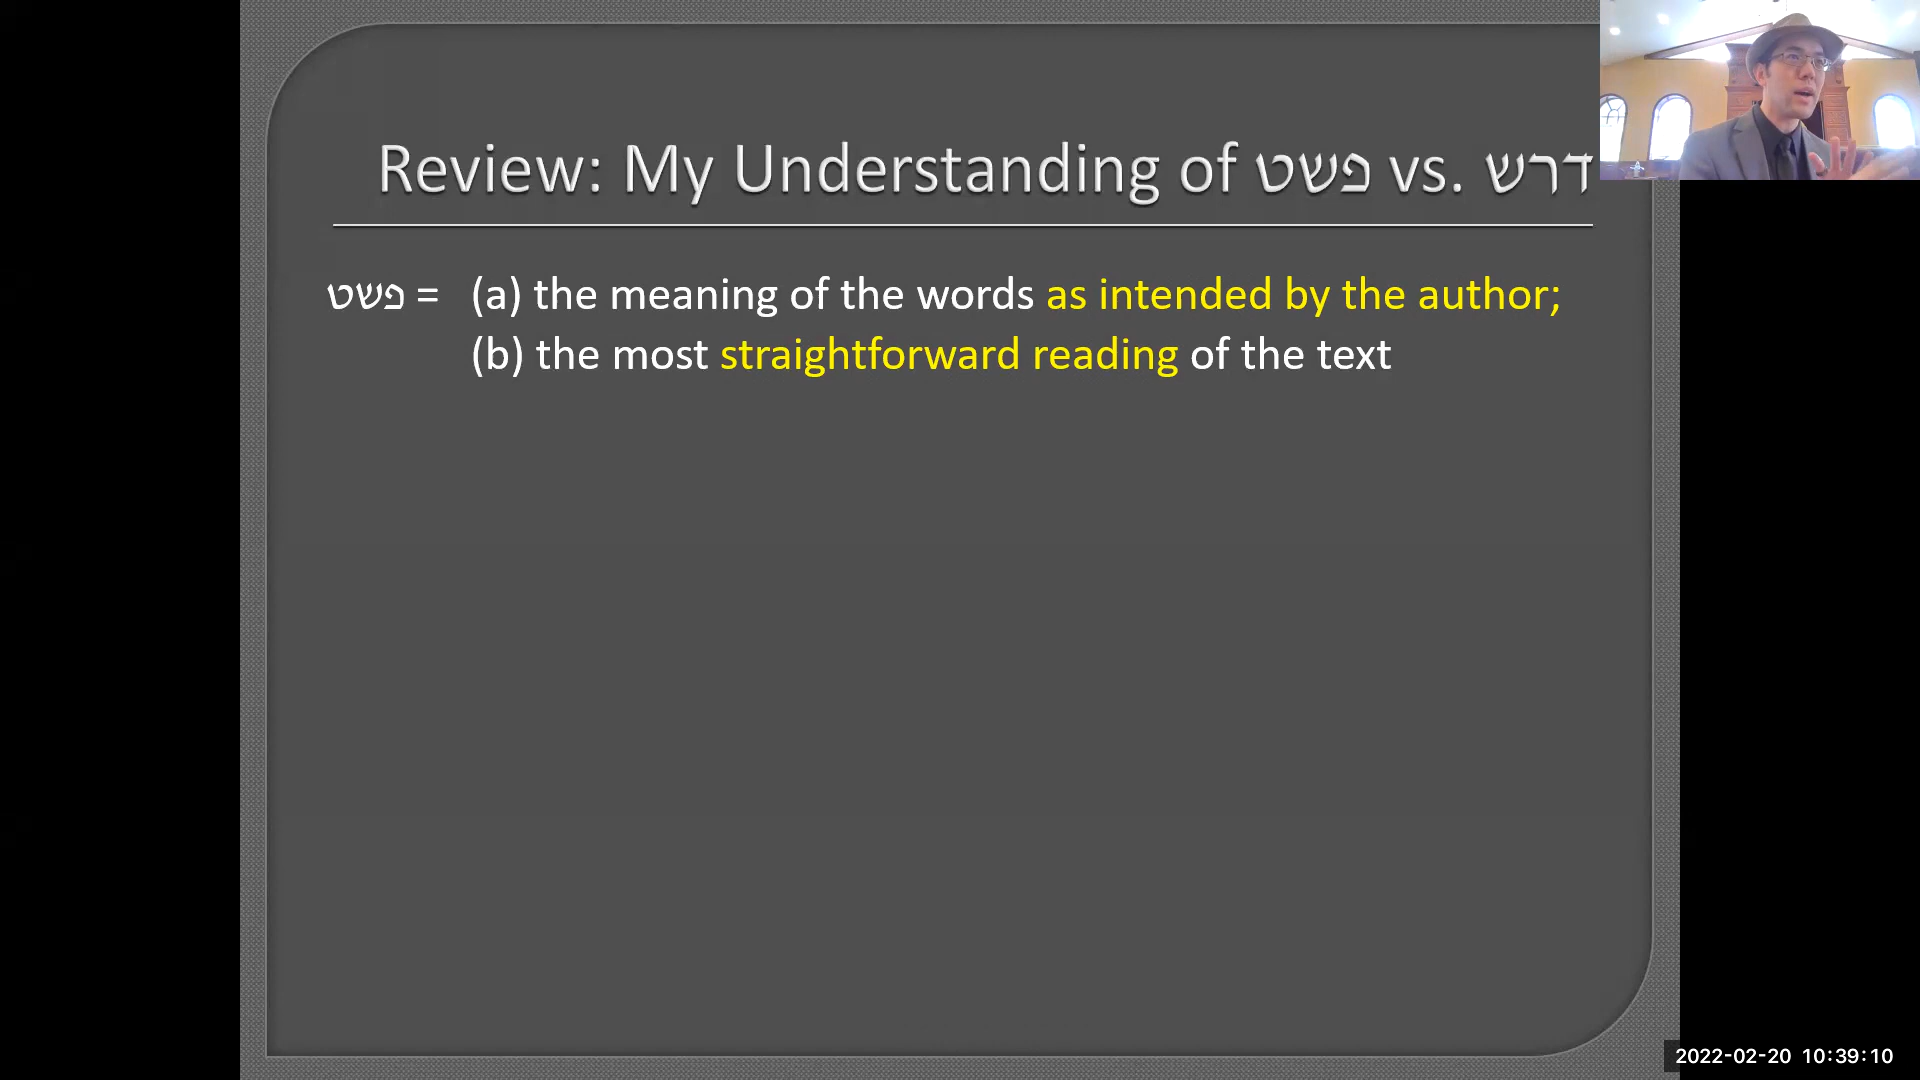 Review: My Understanding of פשט vs. דרש
פשט = (a) the meaning of the words as intended by the author;
(b) the most straightforward reading of the text
2022-02-20 10:39:10